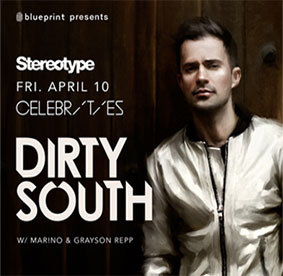 blueprint presents
Stereotype
FRI. APRIL 10
CELEBRITIES
DIRTY
SOUTH
W/ MARINO & GRAYSON REPP